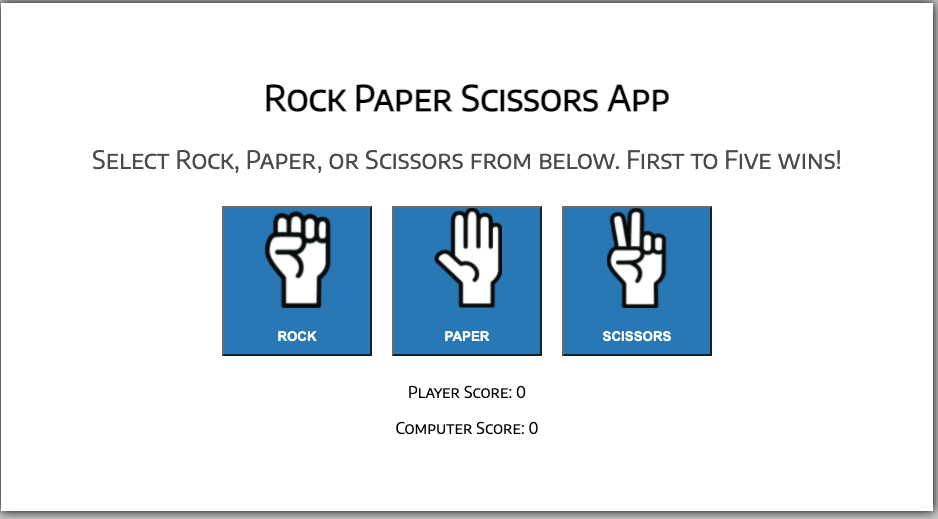 Rock Paper Scissors App
Select Rock, Paper, or Scissors from below. First to Five wins!
ROCK
PAPER
SCISSORS
Player Score: 0
Computer Score: 0